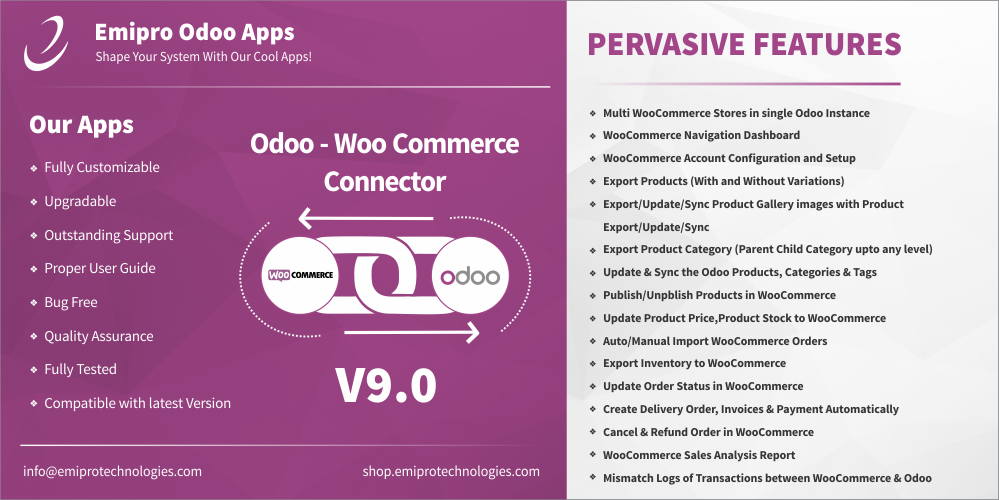 Emipro Odoo Apps
Shape Your System With Our Cool Apps!
Our Apps
❖ Fully Customizable
❖ Upgradable
❖ Outstanding Support
❖ Proper User Guide
❖ Bug Free
❖ Quality Assurance
❖ Fully Tested
❖ Compatible with latest Version
Odoo - Woo Commerce
Connector
WOO COMMERCE
odoo
V9.0
info@emiprotechnologies.com
shop.emiprotechnologies.com
PERVASIVE FEATURES
❖ Multi WooCommerce Stores in single Odoo Instance
❖ WooCommerce Navigation Dashboard
❖ WooCommerce Account Configuration and Setup
❖ Export Products (With and Without Variations)
❖ Export/Update/Sync Product Gallery images with Product
Export/Update/Sync
❖ Export Product Category (Parent Child Category upto any level)
❖ Update & Sync the Odoo Products, Categories & Tags
❖ Publish/Unpblish Products in WooCommerce
❖ Update Product Price,Product Stock to WooCommerce
❖ Auto/Manual Import WooCommerce Orders
❖ Export Inventory to WooCommerce
❖ Update Order Status in WooCommerce
❖ Create Delivery Order, Invoices & Payment Automatically
❖ Cancel & Refund Order in WooCommerce
❖ WooCommerce Sales Analysis Report
❖ Mismatch Logs of Transactions between WooCommerce & Odoo